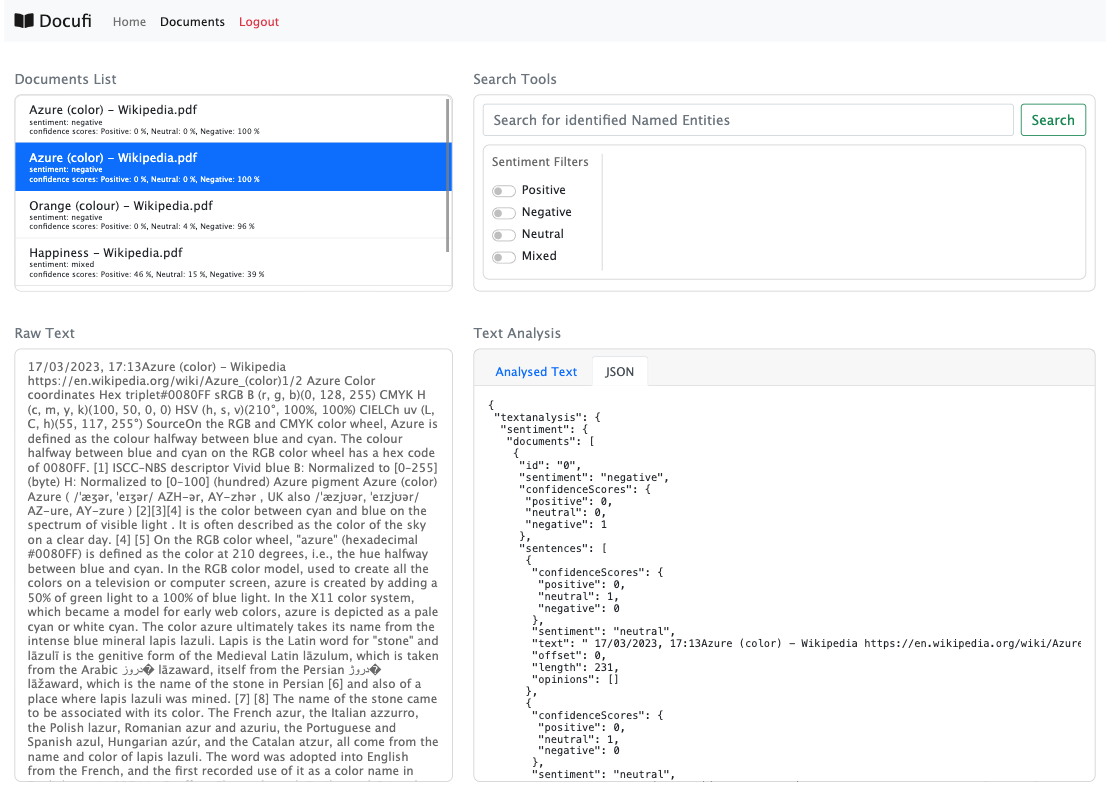 Docufi
Home Documents Logout
Documents List
Azure (color) – Wikipedia.pdf
sentiment: negative
confidence scores: Positive: 0 %, Neutral: 0 %, Negative: 100 %
Azure (color) – Wikipedia.pdf
sentiment: negative
confidence scores: Positive: 0 %, Neutral: 0 %, Negative: 100 %
Orange (colour) – Wikipedia.pdf
sentiment: negative
confidence scores: Positive: 0 %, Neutral: 4 %, Negative: 96 %
Happiness – Wikipedia.pdf
sentiment: mixed
confidence scores: Positive: 46 %, Neutral: 15 %, Negative: 39 %
Search Tools
Search for identified Named Entities
Search
Sentiment Filters
Positive
Negative
Neutral
Mixed
Raw Text
17/03/2023, 17:13Azure (color) – Wikipedia
https://en.wikipedia.org/wiki/Azure_(color)1/2 Azure Color
coordinates Hex triplet#0080FF sRGB B (r, g, b)(0, 128, 255) CMYK H
(c, m, y, k)(100, 50, 0, 0) HSV (h, s, v)(210°, 100%, 100%) CIELCh uv (L,
C, h)(55, 117, 255°) SourceOn the RGB and CMYK color wheel, Azure is
defined as the colour halfway between blue and cyan. The colour
halfway between blue and cyan on the RGB color wheel has a hex code
of 0080FF. [1] ISCC–NBS descriptor Vivid blue B: Normalized to [0–255]
(byte) H: Normalized to [0–100] (hundred) Azure pigment Azure (color)
Azure ( /ˈæʒər, ˈeɪʒər/ AZH-ər, AY-zhər , UK also /ˈæzjʊər, ˈeɪzjʊər/
AZ-ure, AY-zure ) [2][3][4] is the color between cyan and blue on the
spectrum of visible light . It is often described as the color of the sky
on a clear day. [4] [5] On the RGB color wheel, "azure" (hexadecimal
#0080FF) is defined as the color at 210 degrees, i.e., the hue halfway
between blue and cyan. In the RGB color model, used to create all the
colors on a television or computer screen, azure is created by adding a
50% of green light to a 100% of blue light. In the X11 color system,
which became a model for early web colors, azure is depicted as a pale
cyan or white cyan. The color azure ultimately takes its name from the
intense blue mineral lapis lazuli. Lapis is the Latin word for "stone" and
lāzulī is the genitive form of the Medieval Latin lāzulum, which is taken
from the Arabic lāzaward, itself from the Persian
lāžaward, which is the name of the stone in Persian [6] and also of a
place where lapis lazuli was mined. [7] [8] The name of the stone came
to be associated with its color. The French azur, the Italian azzurro,
the Polish lazur, Romanian azur and azuriu, the Portuguese and
Spanish azul, Hungarian azúr, and the Catalan atzur, all come from the
name and color of lapis lazuli. The word was adopted into English
from the French, and the first recorded use of it as a color name in
Text Analysis
Analysed Text JSON
{
"textanalysis": {
"sentiment": {
"documents": [
{
"id": "0",
"sentiment": "negative",
"confidenceScores": {
"positive": 0,
"neutral": 0,
"negative": 1
},
"sentences": [
{
"confidenceScores": {
"positive": 0,
"neutral": 1,
"negative": 0
},
"sentiment": "neutral",
"text": " 17/03/2023, 17:13Azure (color) – Wikipedia https://en.wikipedia.org/wiki/Azure
"offset": 0,
"length": 231,
"opinions": []
},
{
"confidenceScores": {
"positive": 0,
"neutral": 1,
"negative": 0
},
"sentiment": "neutral",